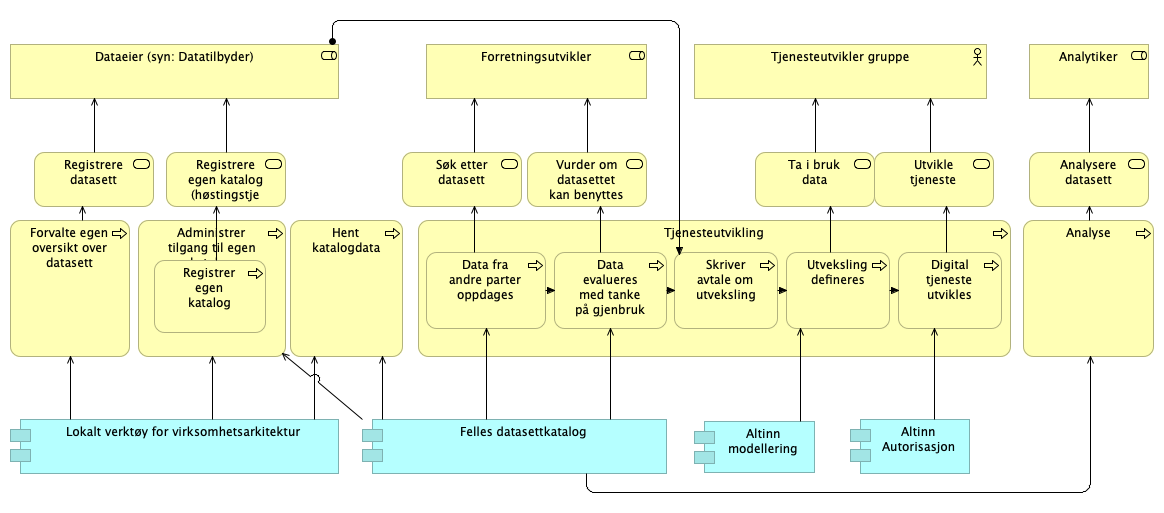 Dataeier (syn: Datatilbyder)
Forretningsutvikler
Tjenesteutvikler gruppe
Analytiker
Registrere
datasett
Registrere
egen katalog
(høstingstje
Søk etter
datasett
Vurder om
datasettet
kan benyttes
Ta i bruk
data
Utvikle
tjeneste
Analysere
datasett
Forvalte egen
oversikt over
datasett
Administrer
tilgang til egen
Registrer
egen
katalog
Hent
katalogdata
Tjenesteutvikling
Data fra
andre parter
oppdages
Data
evalueres
med tanke
på gjenbruk
Skriver
avtale om
utveksling
Utveksling
defineres
Digital
tjeneste
utvikles
Analyse
Lokalt verktøy for virksomhetsarkitektur
Felles datasettkatalog
Altinn
modellering
Altinn
Autorisasjon